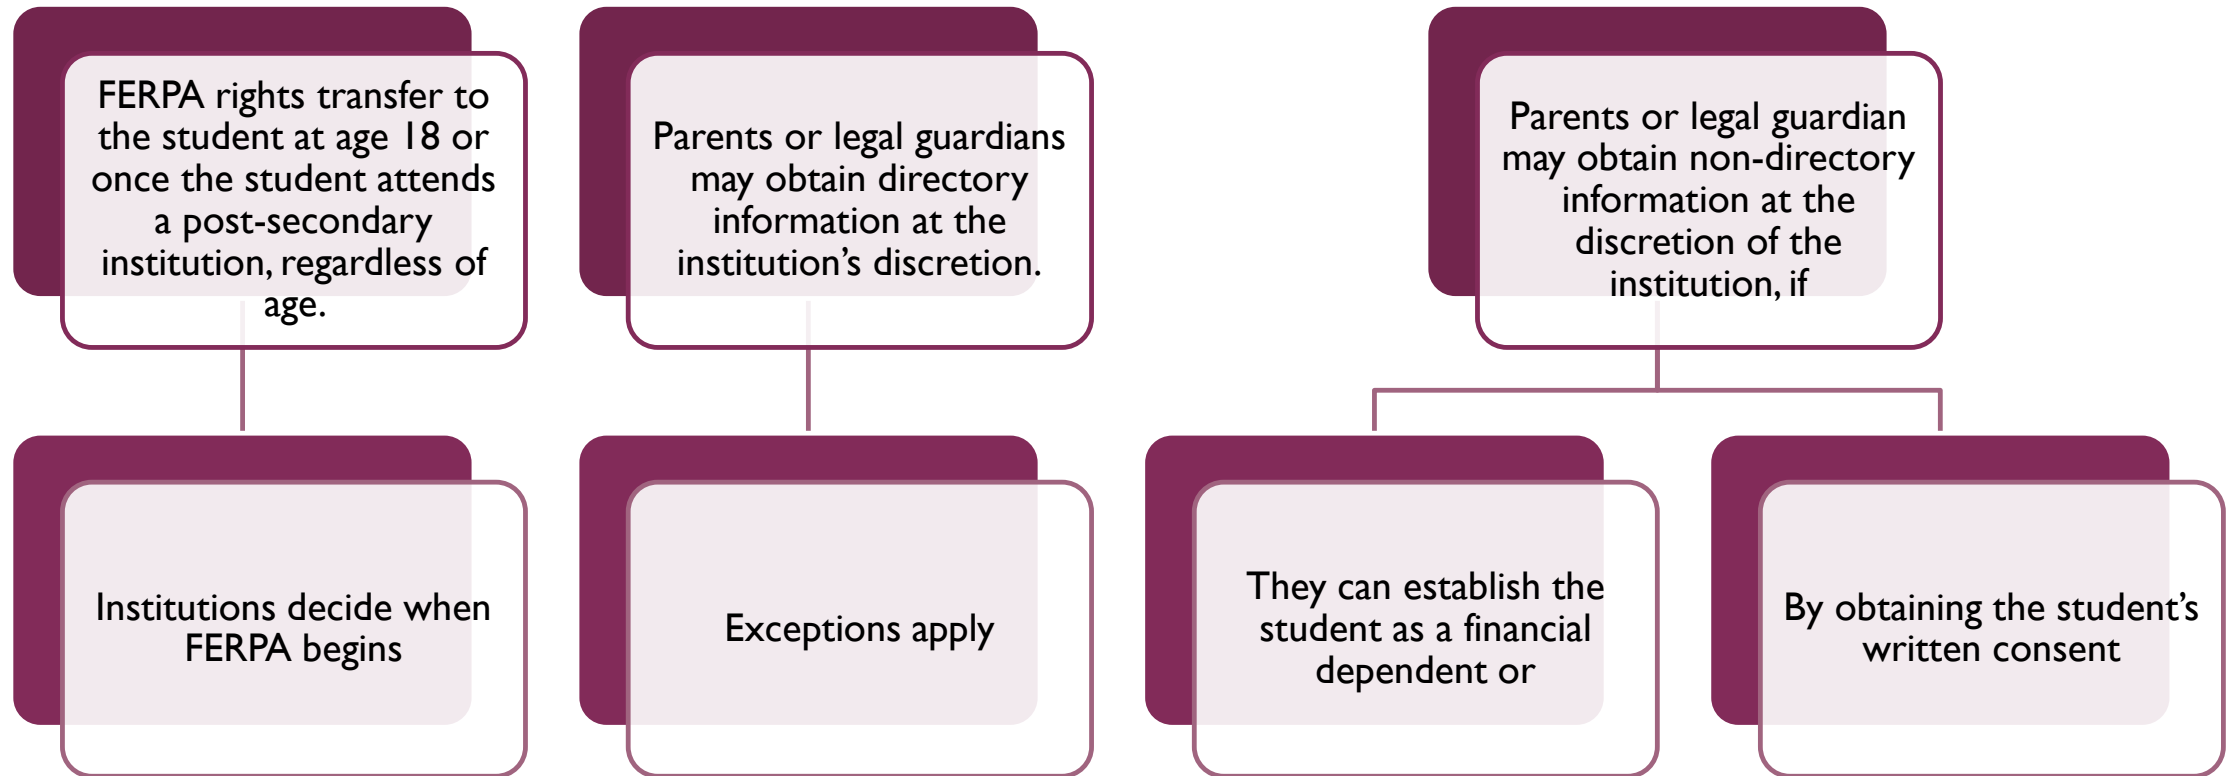 FERPA rights transfer to
the student at age 18 or
once the student attends
a post-secondary
institution, regardless of
age.
Institutions decide when
FERPA begins
Parents or legal guardians
may obtain directory
information at the
institution’s discretion.
Exceptions apply
Parents or legal guardian
may obtain non-directory
information at the
discretion of the
institution, if
They can establish the
student as a financial
dependent or
By obtaining the student’s
written consent